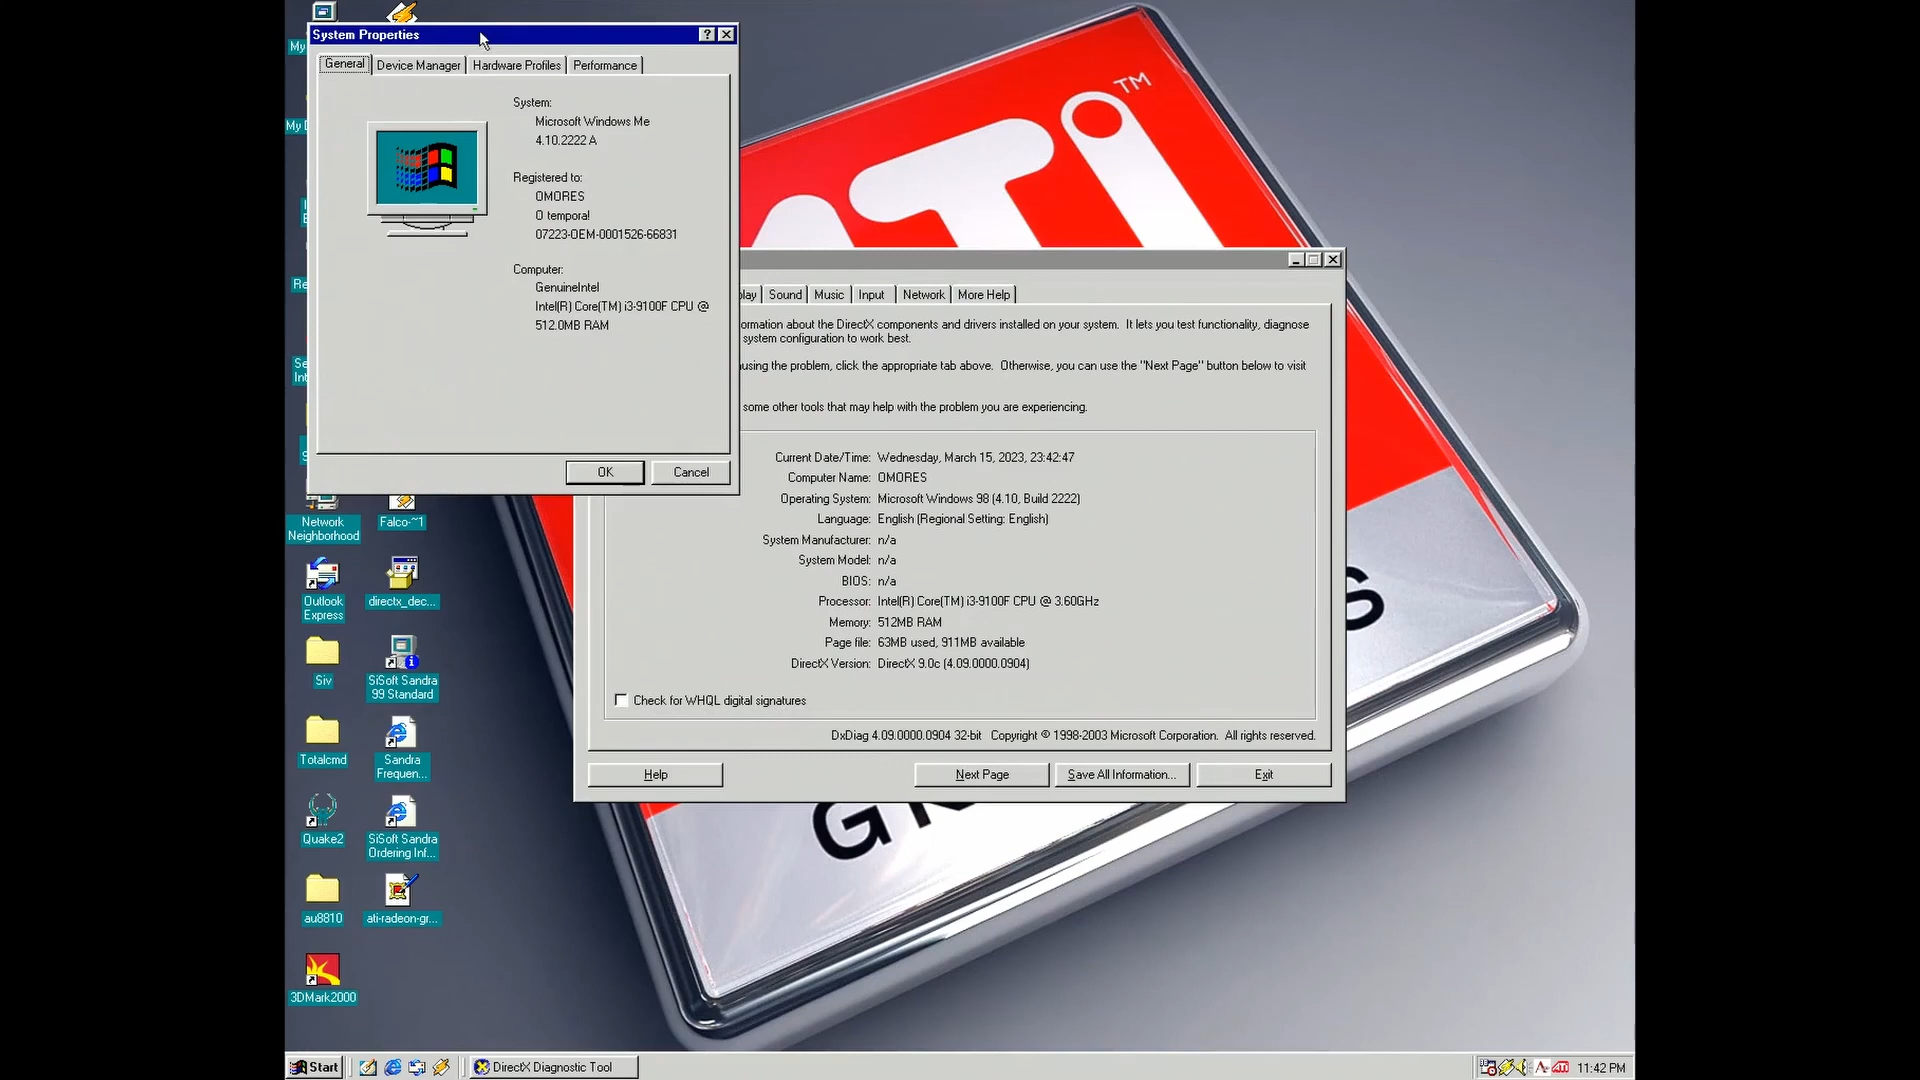 System Properties
General
Device Manager
Hardware Profiles
Performance
System:
Microsoft Windows Me
4.10.2222 A
Registered to:
OMORES
O tempora!
07223-OEM-0001526-66831
Computer:
GenuineIntel
Intel(R) Core(TM) i3-9100F CPU @
512.0MB RAM
OK
Cancel
TM
Sound
Music
Input
Network
More Help
about the DirectX components and drivers installed on your system. It lets you test functionality, diagnose
system configuration to work best.
the problem, click the appropriate tab above. Otherwise, you can use the "Next Page" button below to visit
some other tools that may help with the problem you are experiencing.
Current Date/Time: Wednesday, March 15, 2023, 23:42:47
Computer Name: OMORES
Operating System: Microsoft Windows 98 (4.10, Build 2222)
Language: English (Regional Setting: English)
System Manufacturer: n/a
System Model: n/a
BIOS: n/a
Processor: Intel(R) Core(TM) i3-9100F CPU @ 3.60GHz
Memory: 512MB RAM
Page file: 63MB used, 911MB available
DirectX Version: DirectX 9.0c (4.09.0000.0904)
Check for WHQL digital signatures
DxDiag 4.09.0000.0904 32-bit Copyright © 1998-2003 Microsoft Corporation. All rights reserved.
Help
Next Page
Save All Information...
Exit
My
My
Network
Neighborhood
Falco-~1
Outlook
Express
directx_dec...
Siv
SiSoft Sandra
99 Standard
Totalcmd
Sandra
Frequen...
Quake2
SiSoft Sandra
Ordering Inf...
au8810
ati-radeon-gr...
3DMark2000
Start
DirectX Diagnostic Tool
11:42 PM